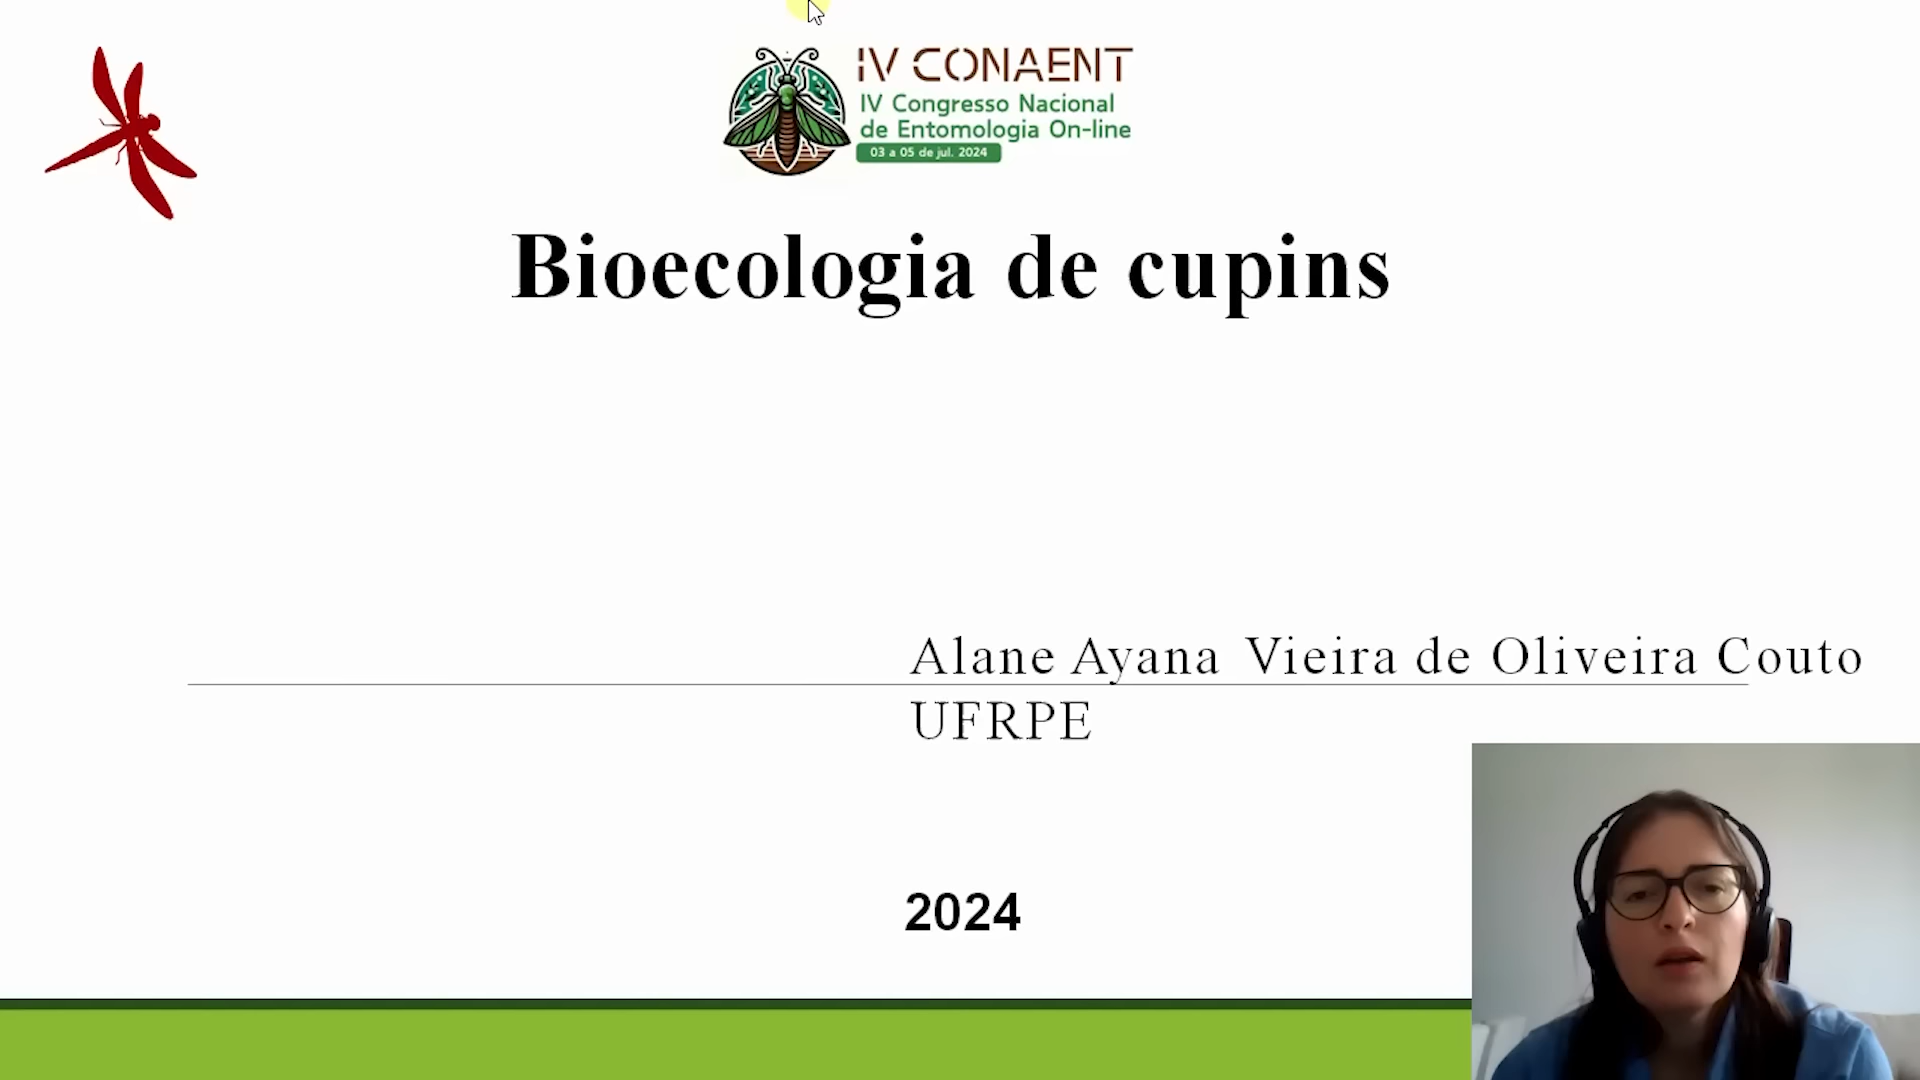 IV CONAENT
IV Congresso Nacional
de Entomologia On-line
03 a 05 de jul. 2024
Bioecologia de cupins
Alane Ayana Vieira de Oliveira Couto
UFRPE
2024